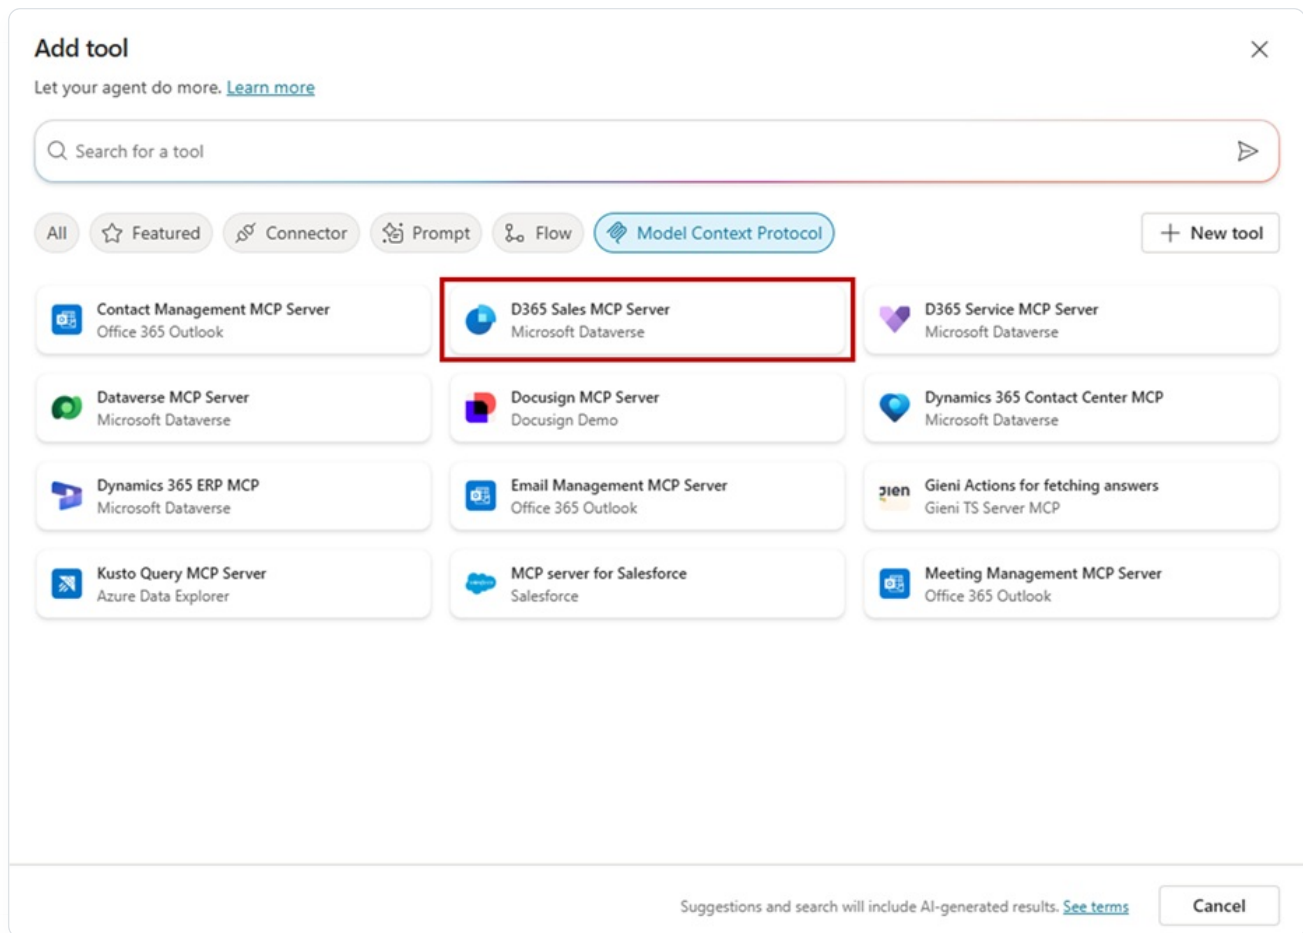 Add tool
Let your agent do more. Learn more
Search for a tool
All Featured Connector Prompt Flow Model Context Protocol New tool
Contact Management MCP Server
Office 365 Outlook
D365 Sales MCP Server
Microsoft Dataverse
D365 Service MCP Server
Microsoft Dataverse
Dataverse MCP Server
Microsoft Dataverse
Docusign MCP Server
Docusign Demo
Dynamics 365 Contact Center MCP
Microsoft Dataverse
Dynamics 365 ERP MCP
Microsoft Dataverse
Email Management MCP Server
Office 365 Outlook
gien
Gieni Actions for fetching answers
Gieni TS Server MCP
Kusto Query MCP Server
Azure Data Explorer
MCP server for Salesforce
Salesforce
Meeting Management MCP Server
Office 365 Outlook
Suggestions and search will include AI-generated results. See terms
Cancel